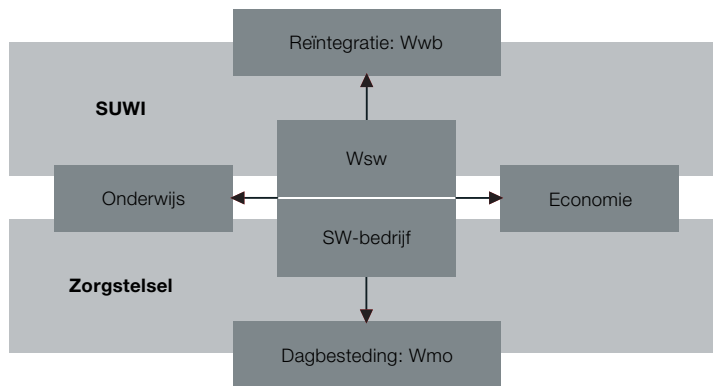 Reïntegratie: Wwb
SUWI
Wsw
Onderwijs
Economie
SW-bedrijf
Zorgstelsel
Dagbesteding: Wmo